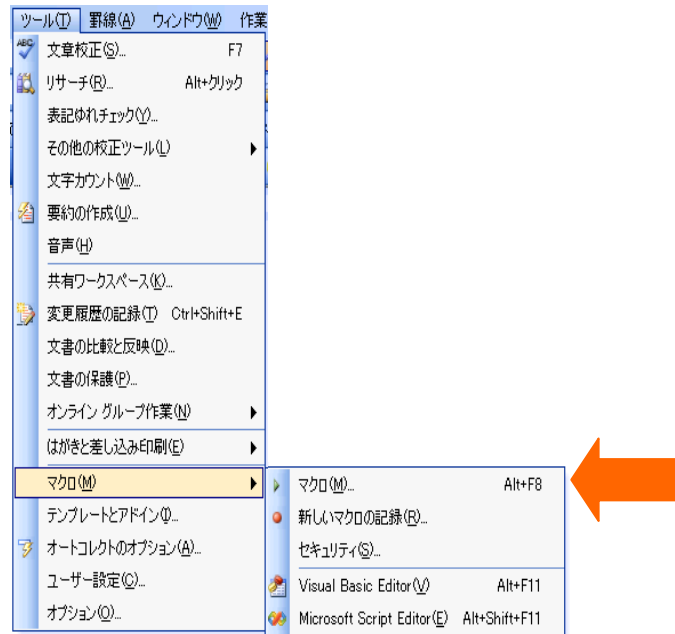 ツール(T) 罫線(A) ウィンドウ(W) 作業
文章校正(S)... F7
リサーチ(R)... Alt+クリック
表記ゆれチェック(Y)...
その他の校正ツール(L)
文字カウント(W)...
要約の作成(U)...
音声(H)
共有ワークスペース(K)...
変更履歴の記録(T) Ctrl+Shift+E
文書の比較と反映(D)...
文書の保護(P)...
オンライン グループ作業(N)
はがきと差し込み印刷(E)
マクロ(M)
テンプレートとアドイン(I)...
オートコレクトのオプション(A)...
ユーザー設定(C)...
オプション(O)...
マクロ(M)... Alt+F8
新しいマクロの記録(R)...
セキュリティ(S)...
Visual Basic Editor(V) Alt+F11
Microsoft Script Editor(E) Alt+Shift+F11